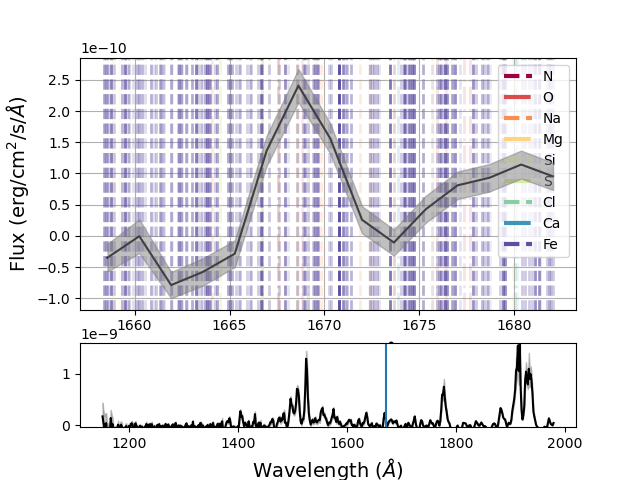 1e−10
Flux (erg/cm²/s/Å)
2.5
2.0
1.5
1.0
0.5
0.0
−0.5
−1.0
N
O
Na
Mg
Si
S
Cl
Ca
Fe
1660 1665 1670 1675 1680
1e−9
1
0
1200 1400 1600 1800 2000
Wavelength (Å)